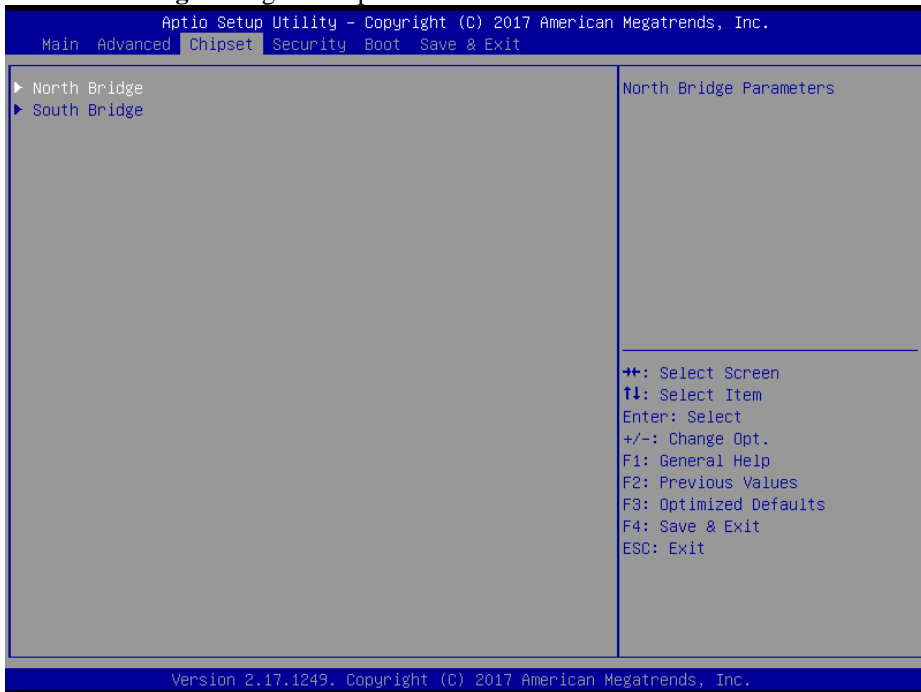 Aptio Setup Utility – Copyright (C) 2017 American Megatrends, Inc.
Main Advanced Chipset Security Boot Save & Exit
▶ North Bridge
▶ South Bridge
North Bridge Parameters
→←: Select Screen
↑↓: Select Item
Enter: Select
+/-: Change Opt.
F1: General Help
F2: Previous Values
F3: Optimized Defaults
F4: Save & Exit
ESC: Exit
Version 2.17.1249. Copyright (C) 2017 American Megatrends, Inc.